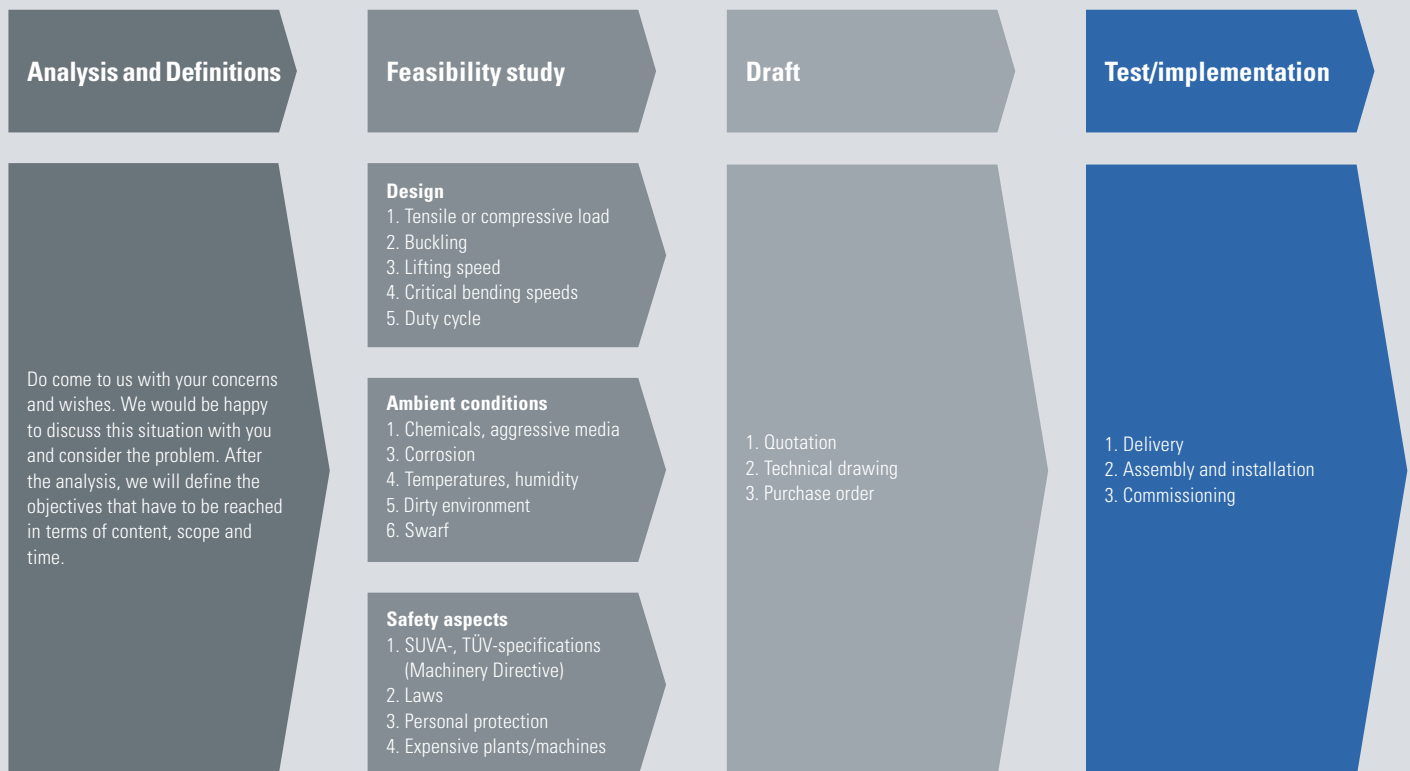 Analysis and Definitions
Do come to us with your concerns
and wishes. We would be happy
to discuss this situation with you
and consider the problem. After
the analysis, we will define the
objectives that have to be reached
in terms of content, scope and
time.
Feasibility study
Design
1. Tensile or compressive load
2. Buckling
3. Lifting speed
4. Critical bending speeds
5. Duty cycle
Ambient conditions
1. Chemicals, aggressive media
3. Corrosion
4. Temperatures, humidity
5. Dirty environment
6. Swarf
Safety aspects
1. SUVA-, TÜV-specifications
(Machinery Directive)
2. Laws
3. Personal protection
4. Expensive plants/machines
Draft
1. Quotation
2. Technical drawing
3. Purchase order
Test/implementation
1. Delivery
2. Assembly and installation
3. Commissioning